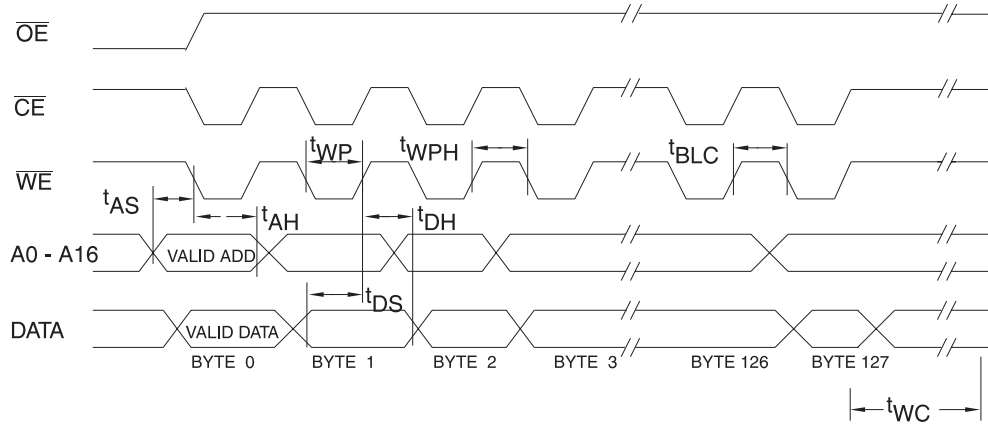 OE
CE
tWP tWPH tBLC
WE
tAS
tAH tDH
A0 - A16 VALID ADD
tDS
DATA VALID DATA
BYTE 0 BYTE 1 BYTE 2 BYTE 3 BYTE 126 BYTE 127
tWC